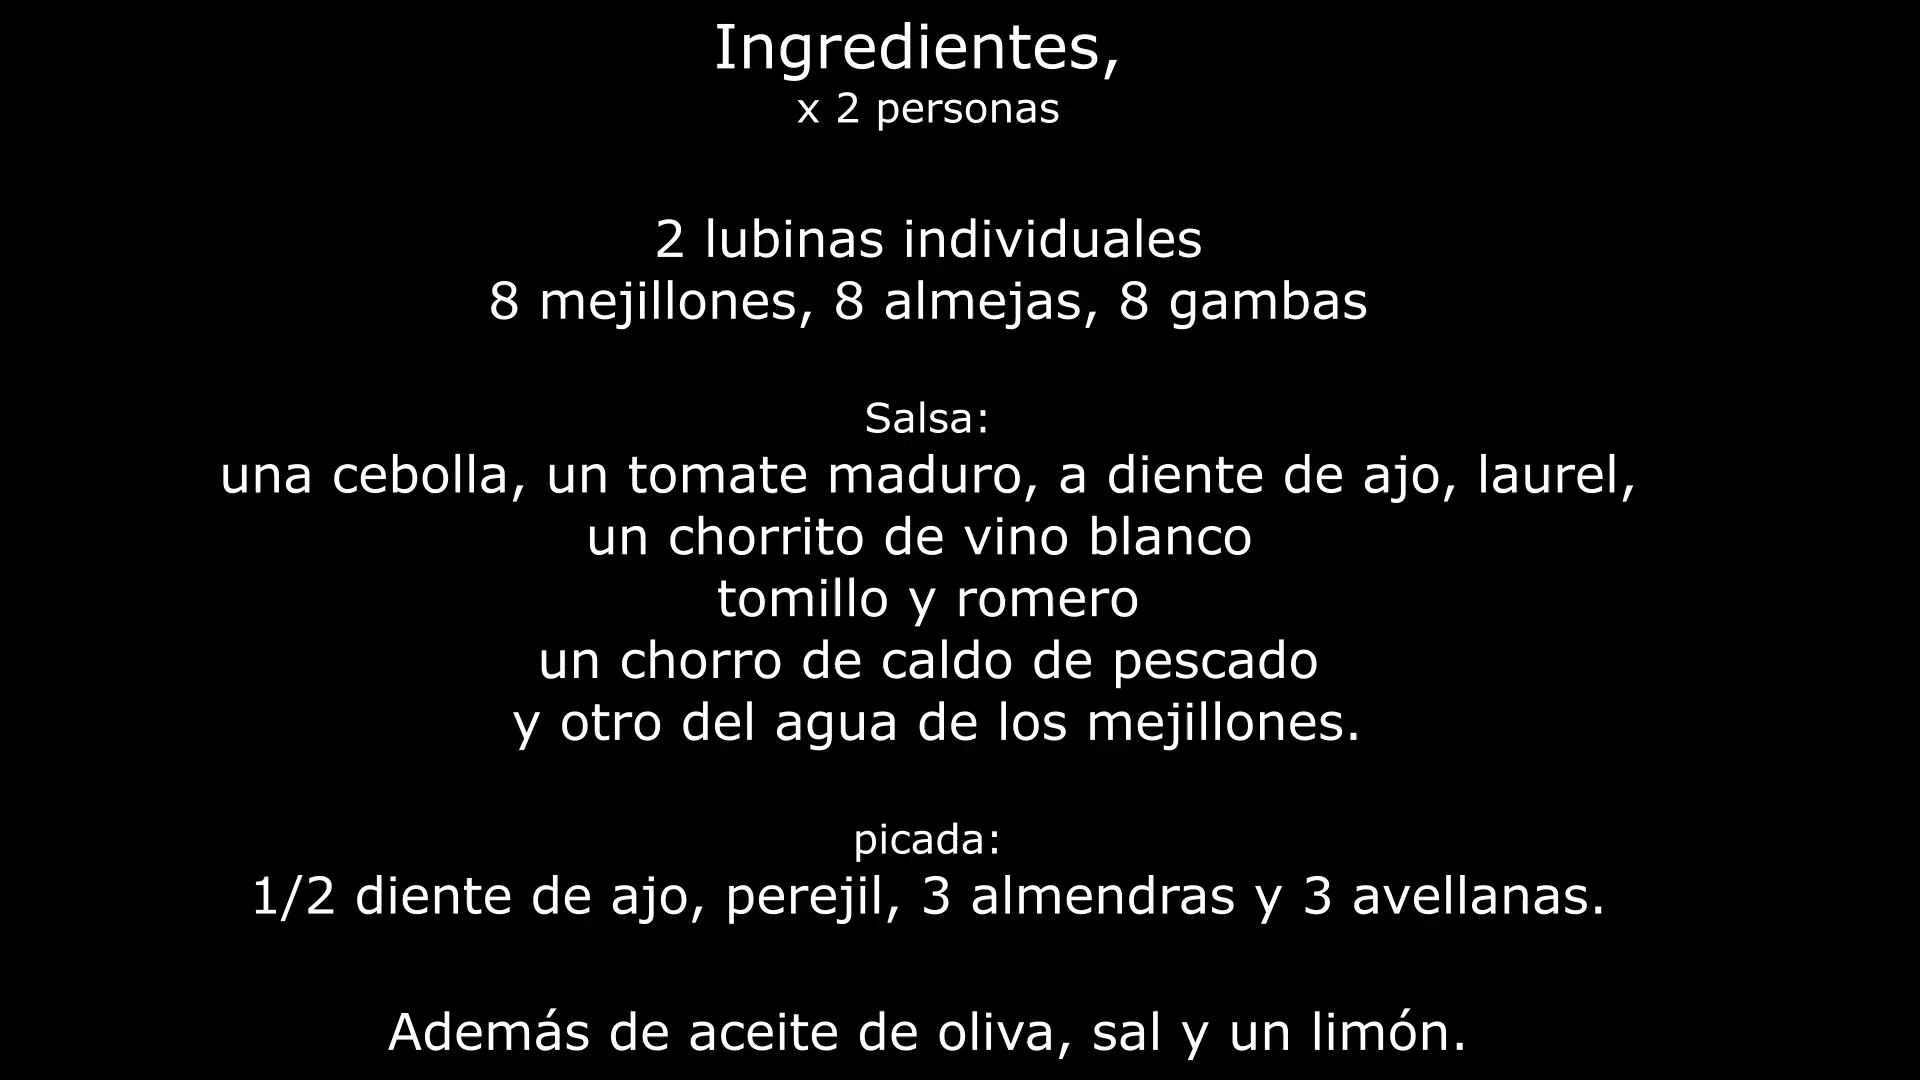 Ingredientes,
x 2 personas
2 lubinas individuales
8 mejillones, 8 almejas, 8 gambas
Salsa:
una cebolla, un tomate maduro, a diente de ajo, laurel,
un chorrito de vino blanco
tomillo y romero
un chorro de caldo de pescado
y otro del agua de los mejillones.
picada:
1/2 diente de ajo, perejil, 3 almendras y 3 avellanas.
Además de aceite de oliva, sal y un limón.